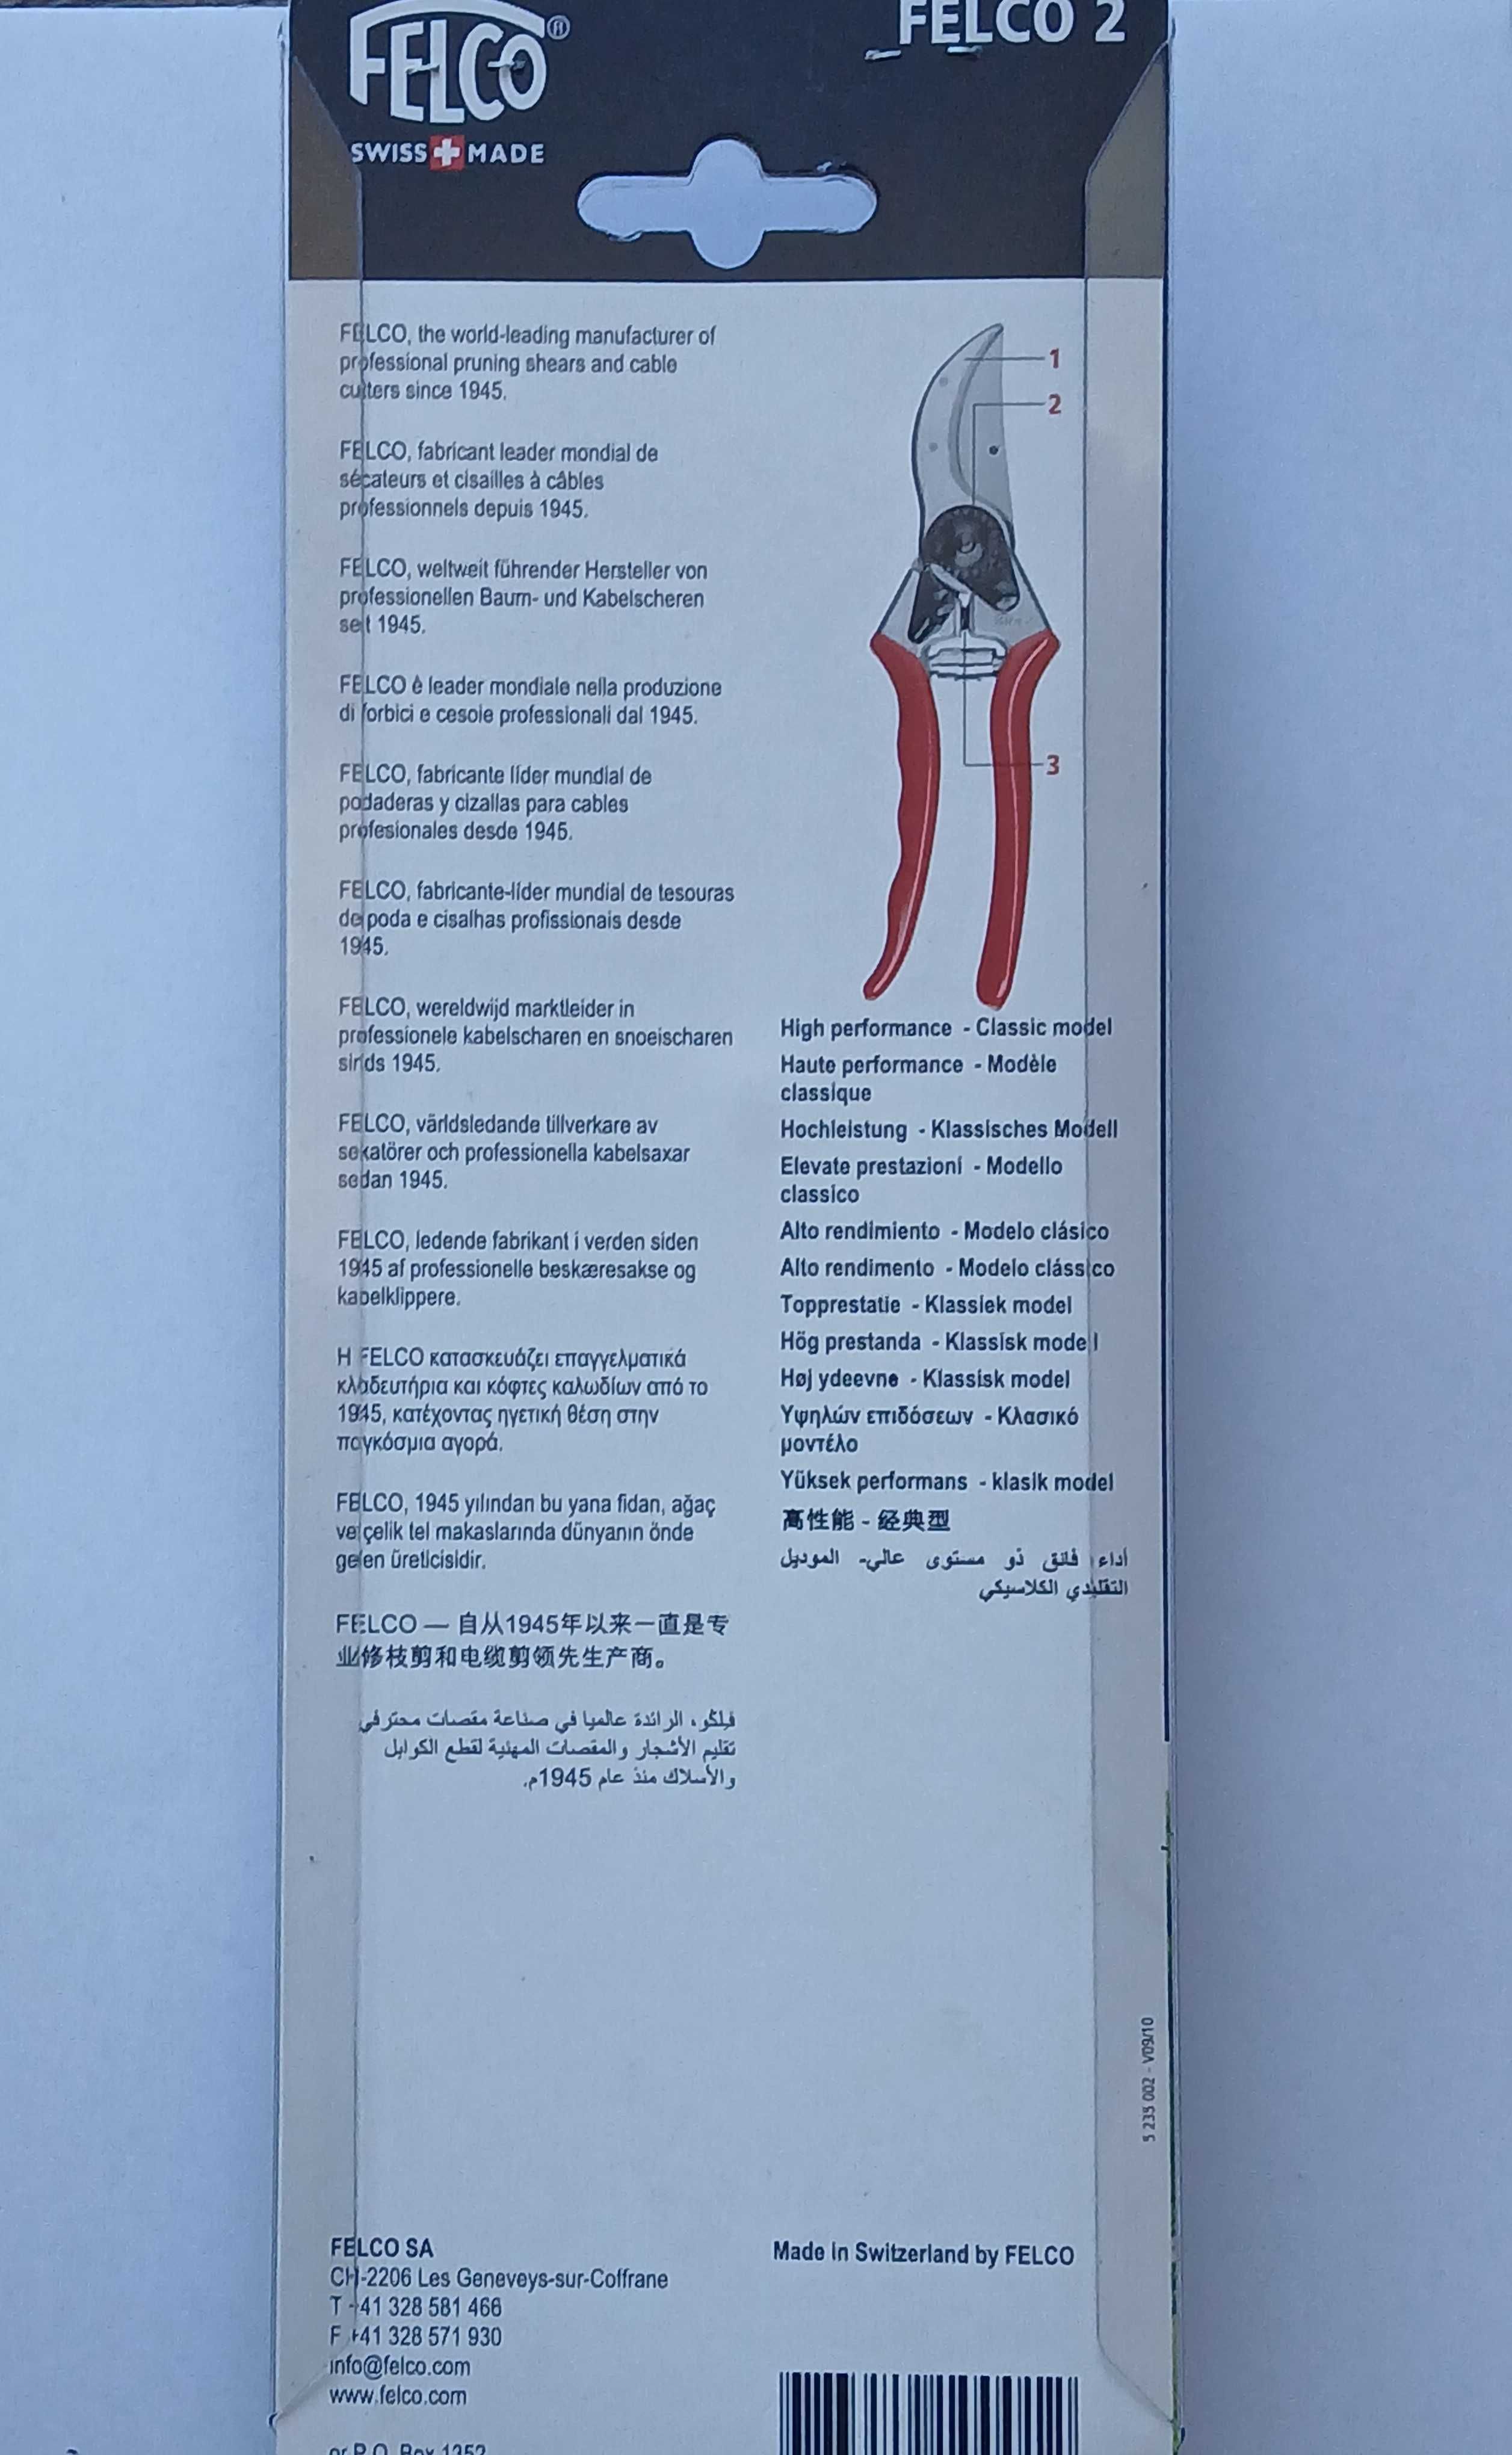 FELCO®
SWISS MADE
FELCO 2
FELCO, the world-leading manufacturer of
professional pruning shears and cable
cutters since 1945.
FELCO, fabricant leader mondial de
sécateurs et cisailles à câbles
professionnels depuis 1945.
FELCO, weltweit führender Hersteller von
professionellen Baum- und Kabelscheren
seit 1945.
FELCO è leader mondiale nella produzione
di forbici e cesoie professionali dal 1945.
FELCO, fabricante líder mundial de
podaderas y cizallas para cables
profesionales desde 1945.
FELCO, fabricante-líder mundial de tesouras
de poda e cisalhas profissionais desde
1945.
FELCO, wereldwijd marktleider in
professionele kabelscharen en snoeischaren
sinds 1945.
FELCO, världsledande tillverkare av
sekatörer och professionella kabelsaxar
sedan 1945.
FELCO, ledende fabrikant i verden siden
1945 af professionelle beskæresakse og
kabelklippere.
Η FELCO κατασκευάζει επαγγελματικά
κλαδευτήρια και κόφτες καλωδίων από το
1945, κατέχοντας ηγετική θέση στην
παγκόσμια αγορά.
FELCO, 1945 yılından bu yana fidan, ağaç
ve çelik tel makaslarında dünyanın önde
gelen üreticisidir.
FELCO — 自从1945年以来一直是专
业修枝剪和电缆剪领先生产商。
فلكو، الرائدة عالميا في صناعة مقصات محترفي
تقليم الأشجار والمقصات المهنية لقطع الكوابل
والأسلاك منذ عام 1945م.
1
2
3
High performance - Classic model
Haute performance - Modèle
classique
Hochleistung - Klassisches Modell
Elevate prestazioni - Modello
classico
Alto rendimiento - Modelo clásico
Alto rendimento - Modelo clássico
Topprestatie - Klassiek model
Hög prestanda - Klassisk modell
Høj ydeevne - Klassisk model
Υψηλών επιδόσεων - Κλασικό
μοντέλο
Yüksek performans - klasik model
高性能 - 经典型
أداء فائق ذو مستوى عالي- الموديل
التقليدي الكلاسيكي
5 235 002 - V09/10
FELCO SA
CH-2206 Les Geneveys-sur-Coffrane
T +41 328 581 466
F +41 328 571 930
info@felco.com
www.felco.com
or P.O. Box 1352
Made in Switzerland by FELCO